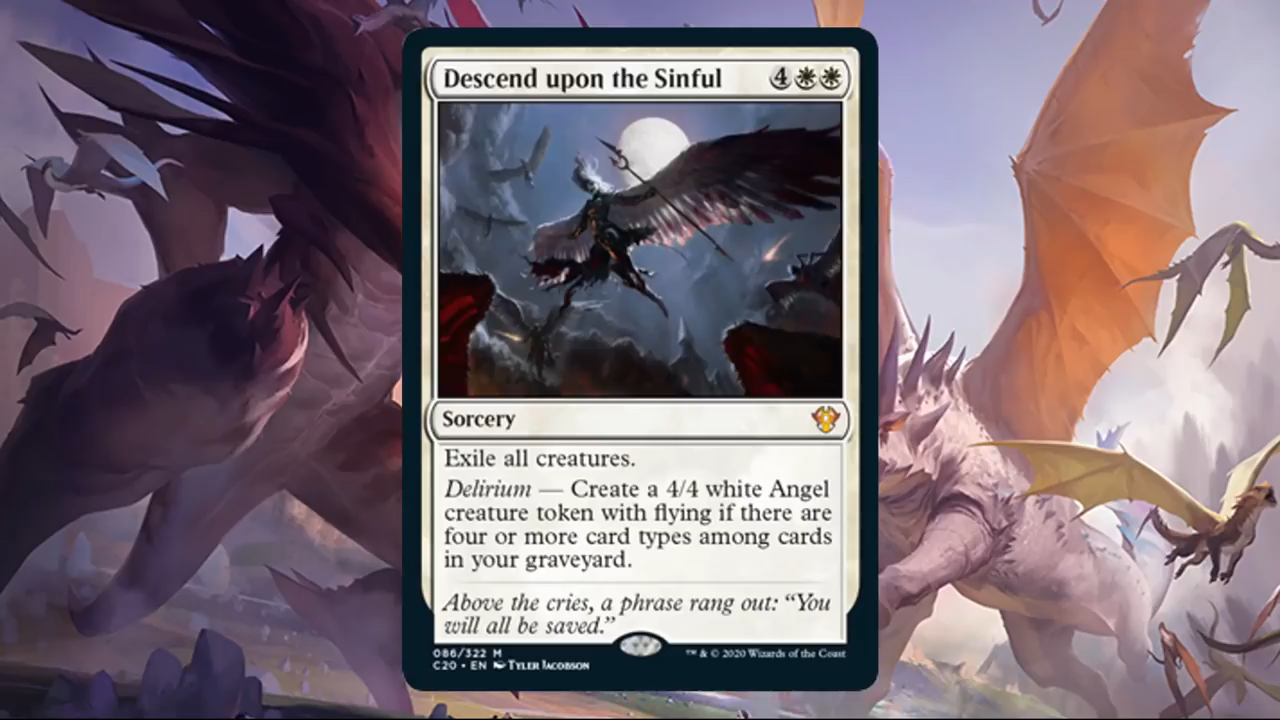 Descend upon the Sinful 4
Sorcery
Exile all creatures.
Delirium — Create a 4/4 white Angel
creature token with flying if there are
four or more card types among cards
in your graveyard.
Above the cries, a phrase rang out: “You
will all be saved.”
086/322 M ™ & © 2020 Wizards of the Coast
C20 • EN Tyler Jacobson